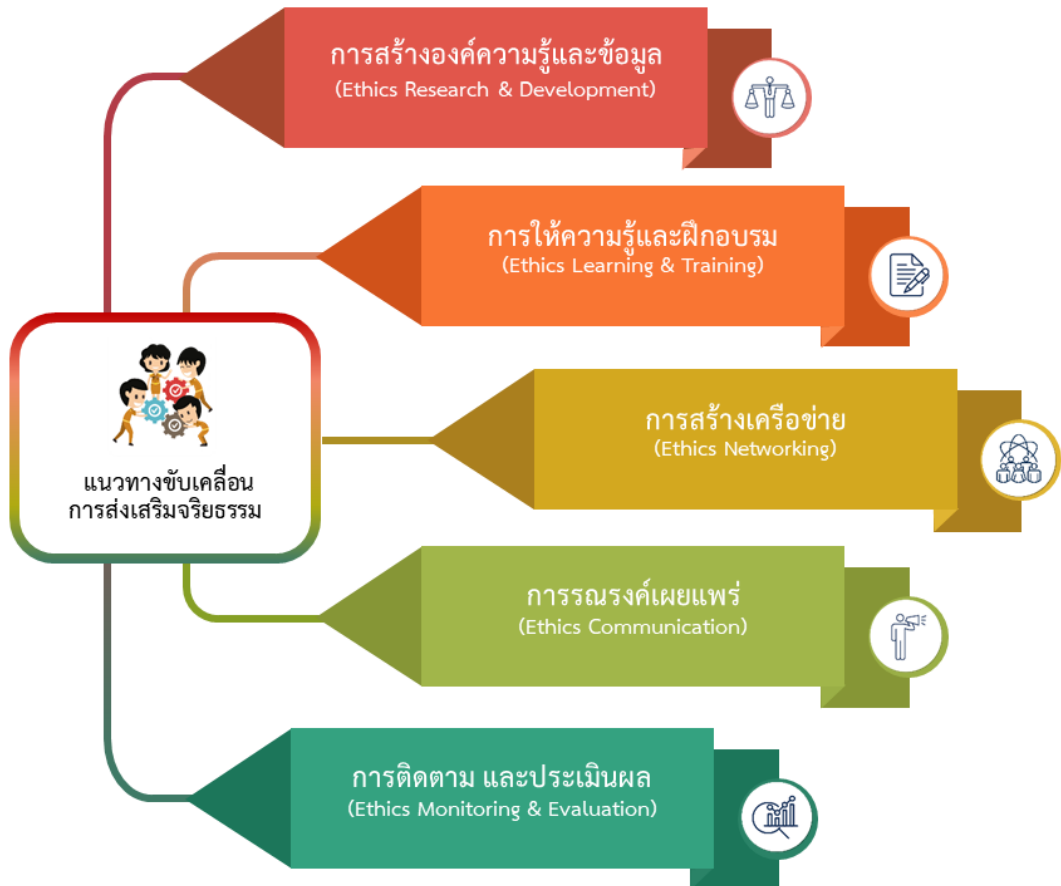 การสร้างองค์ความรู้และข้อมูล
(Ethics Research & Development)
การให้ความรู้และฝึกอบรม
(Ethics Learning & Training)
การสร้างเครือข่าย
(Ethics Networking)
แนวทางขับเคลื่อน
การส่งเสริมจริยธรรม
การรณรงค์เผยแพร่
(Ethics Communication)
การติดตาม และประเมินผล
(Ethics Monitoring & Evaluation)